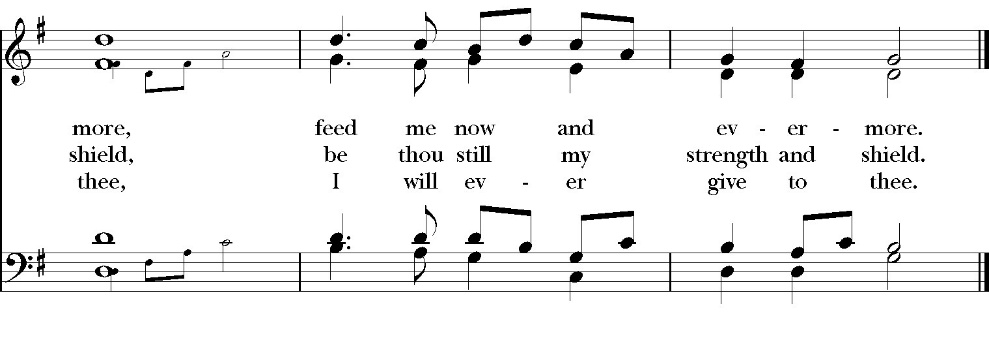 more, feed me now and ev - er - more.
shield, be thou still my strength and shield.
thee, I will ev - er give to thee.